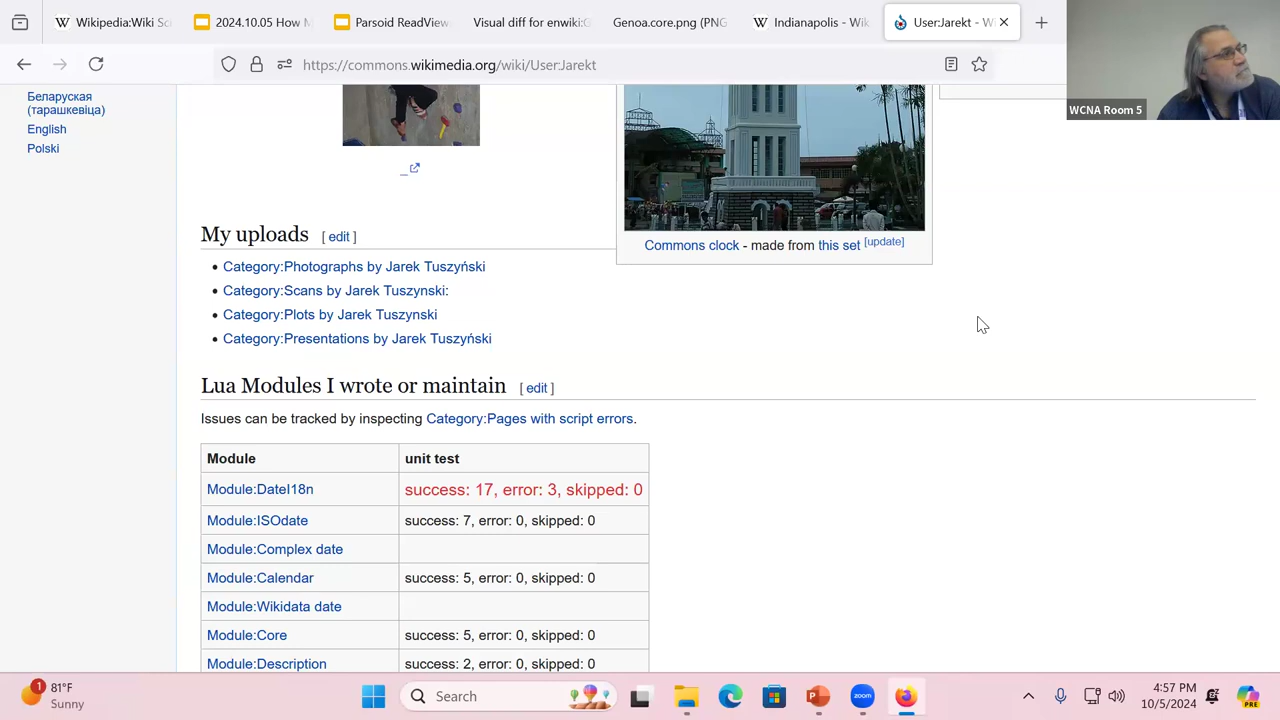 Wikipedia:Wiki Sci
2024.10.05 How M
Parsoid ReadView
Visual diff for enwiki:G
Genoa.core.png (PNG
Indianapolis - Wik
User:Jarekt - W
https://commons.wikimedia.org/wiki/User:Jarekt
WCNA Room 5
Беларуская
(тарашкевіца)
English
Polski
My uploads [ edit ]
Commons clock - made from this set [update]
Category:Photographs by Jarek Tuszyński
Category:Scans by Jarek Tuszynski:
Category:Plots by Jarek Tuszynski
Category:Presentations by Jarek Tuszyński
Lua Modules I wrote or maintain [ edit ]
Issues can be tracked by inspecting Category:Pages with script errors.
Module unit test
Module:DateI18n success: 17, error: 3, skipped: 0
Module:ISOdate success: 7, error: 0, skipped: 0
Module:Complex date
Module:Calendar success: 5, error: 0, skipped: 0
Module:Wikidata date
Module:Core success: 5, error: 0, skipped: 0
Module:Description success: 2, error: 0, skipped: 0
1
81°F
Sunny
Search
zoom
4:57 PM
10/5/2024
PRE